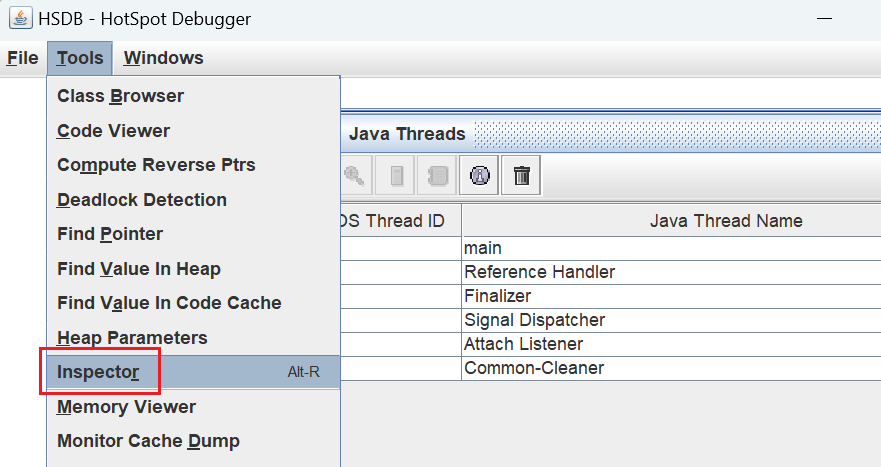 HSDB - HotSpot Debugger
File Tools Windows
Class Browser
Code Viewer
Compute Reverse Ptrs
Deadlock Detection
Find Pointer
Find Value In Heap
Find Value In Code Cache
Heap Parameters
Inspector Alt-R
Memory Viewer
Monitor Cache Dump
Java Threads
OS Thread ID Java Thread Name
main
Reference Handler
Finalizer
Signal Dispatcher
Attach Listener
Common-Cleaner